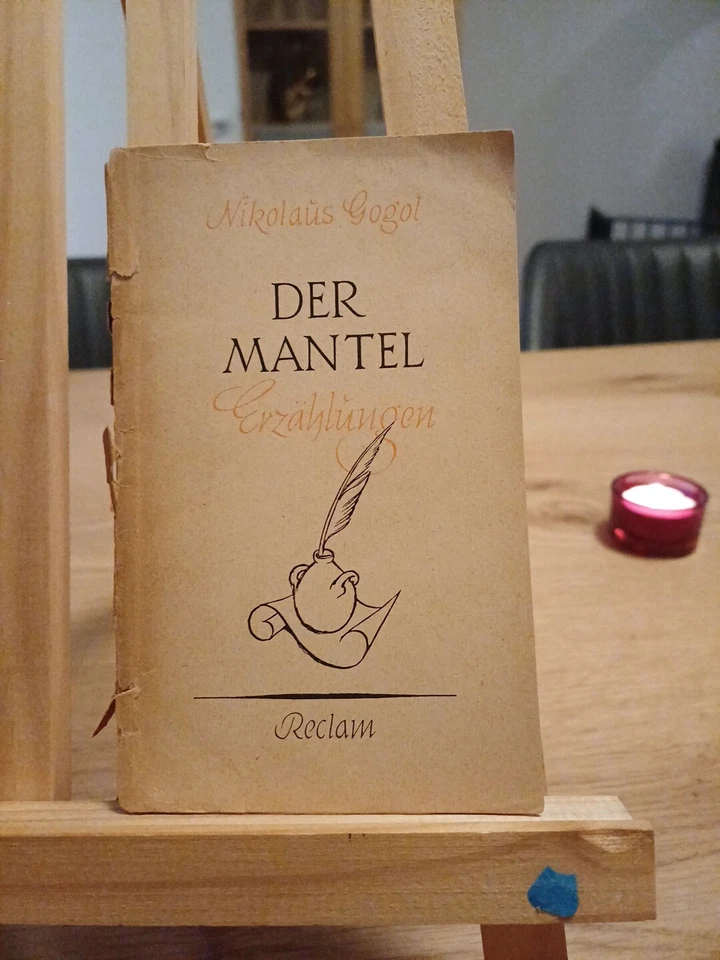 Nikolaus Gogol
DER
MANTEL
Erzählungen
Reclam